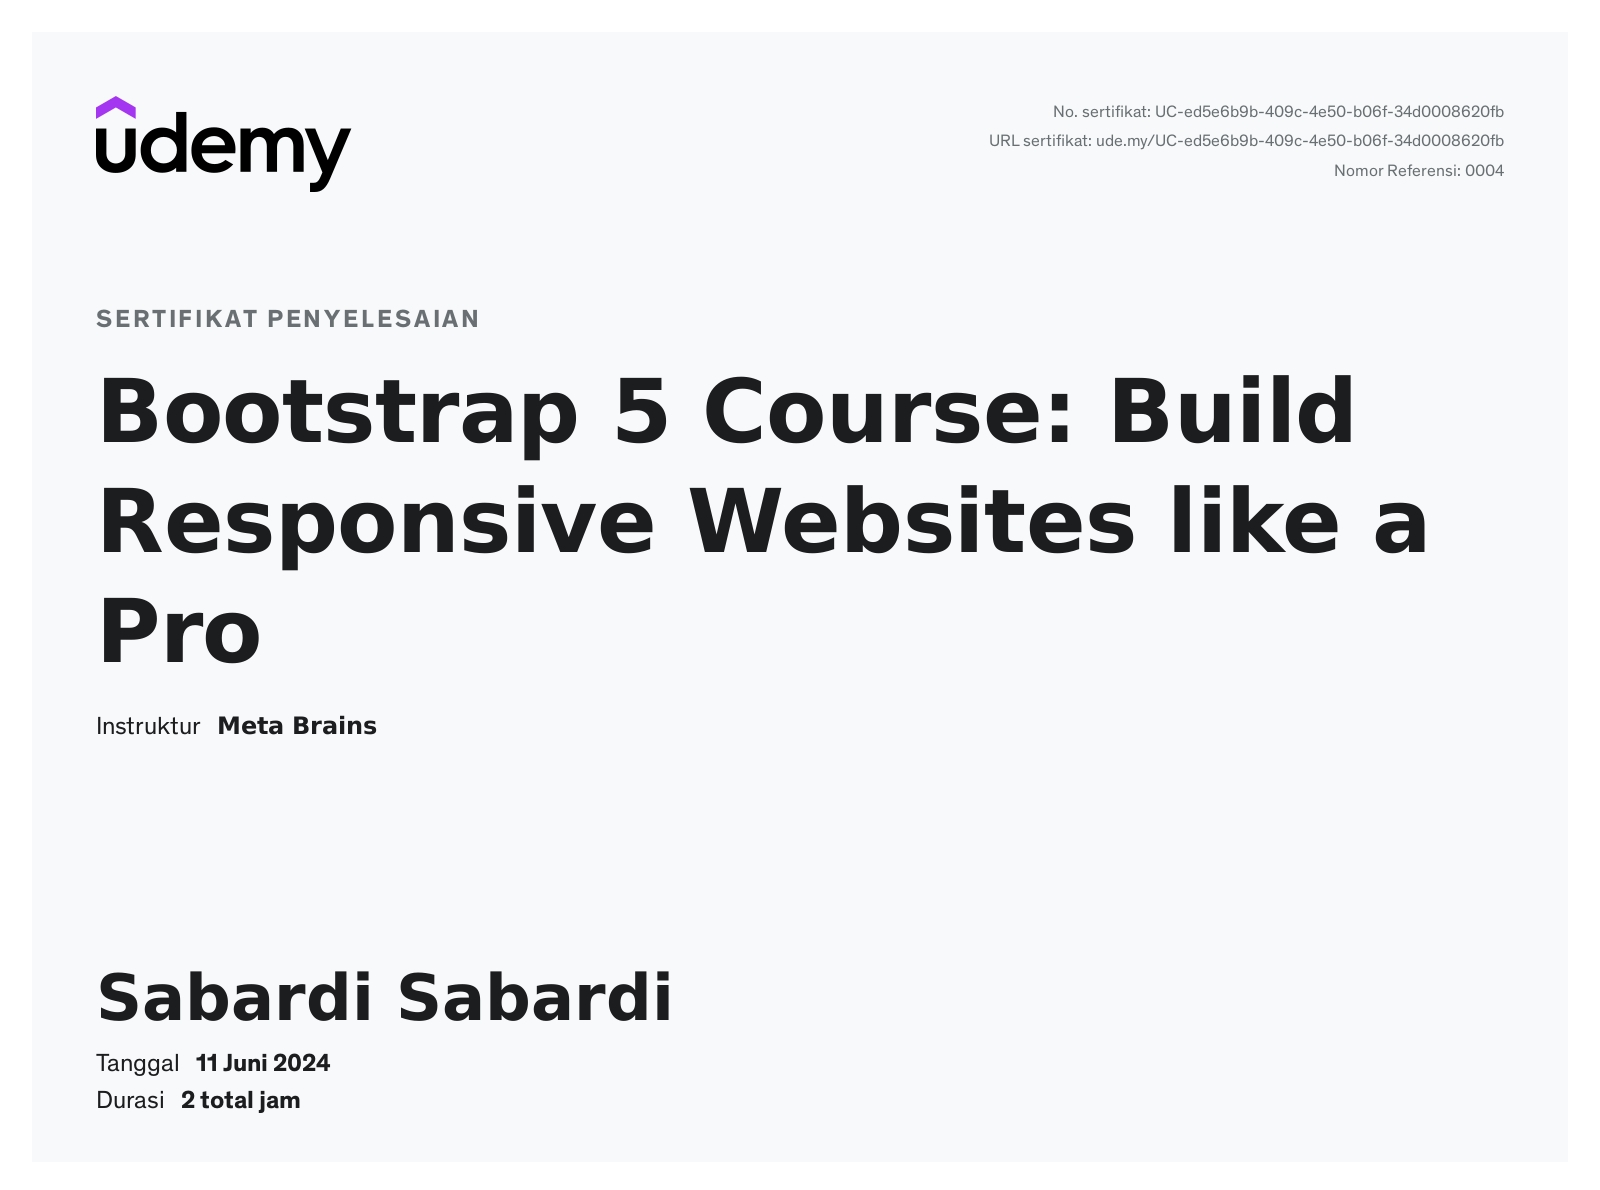 udemy
No. sertifikat: UC-ed5e6b9b-409c-4e50-b06f-34d0008620fb
URL sertifikat: ude.my/UC-ed5e6b9b-409c-4e50-b06f-34d0008620fb
Nomor Referensi: 0004
SERTIFIKAT PENYELESAIAN
Bootstrap 5 Course: Build
Responsive Websites like a
Pro
Instruktur Meta Brains
Sabardi Sabardi
Tanggal 11 Juni 2024
Durasi 2 total jam